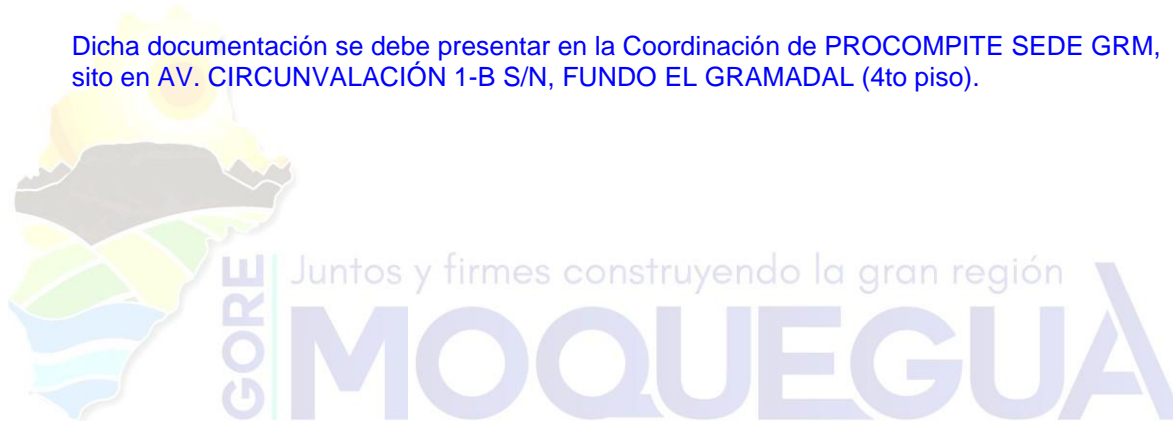 Dicha documentación se debe presentar en la Coordinación de PROCOMPITE SEDE GRM,
sito en AV. CIRCUNVALACIÓN 1-B S/N, FUNDO EL GRAMADAL (4to piso).
GORE
Juntos y firmes construyendo la gran región
MOQUEGUA